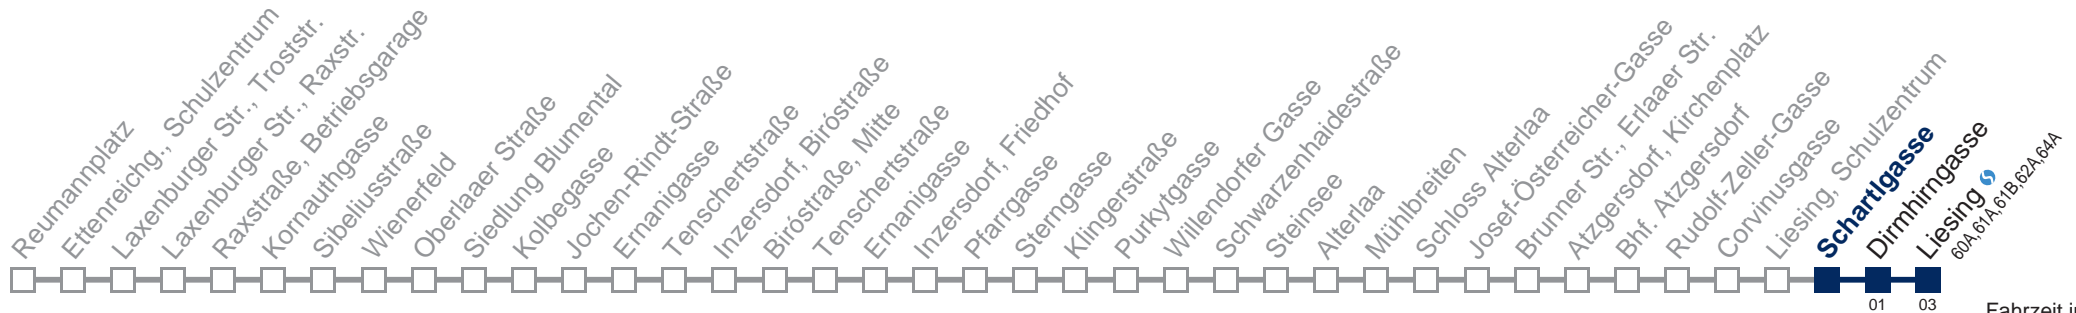 Reumannplatz
Ettenreichg., Schulzentrum
Laxenburger Str., Troststr.
Laxenburger Str., Raxstr.
Raxstraße, Betriebsgarage
Kornauthgasse
Sibeliusstraße
Wienerfeld
Oberlaaer Straße
Siedlung Blumental
Kolbegasse
Jochen-Rindt-Straße
Ernanigasse
Tenschertstraße
Inzersdorf, Biróstraße
Biróstraße, Mitte
Tenschertstraße
Ernanigasse
Inzersdorf, Friedhof
Pfarrgasse
Sterngasse
Klingerstraße
Purkytgasse
Willendorfer Gasse
Schwarzenhaidestraße
Steinsee
Alterlaa
Mühlbreiten
Schloss Alterlaa
Josef-Österreicher-Gasse
Brunner Str., Erlaaer Str.
Atzgersdorf, Kirchenplatz
Bhf. Atzgersdorf
Rudolf-Zeller-Gasse
Corvinusgasse
Liesing, Schulzentrum
Schartlgasse
Dirmhirngasse
Liesing
60A,61A,61B,62A,64A
01
03
Fahrzeit